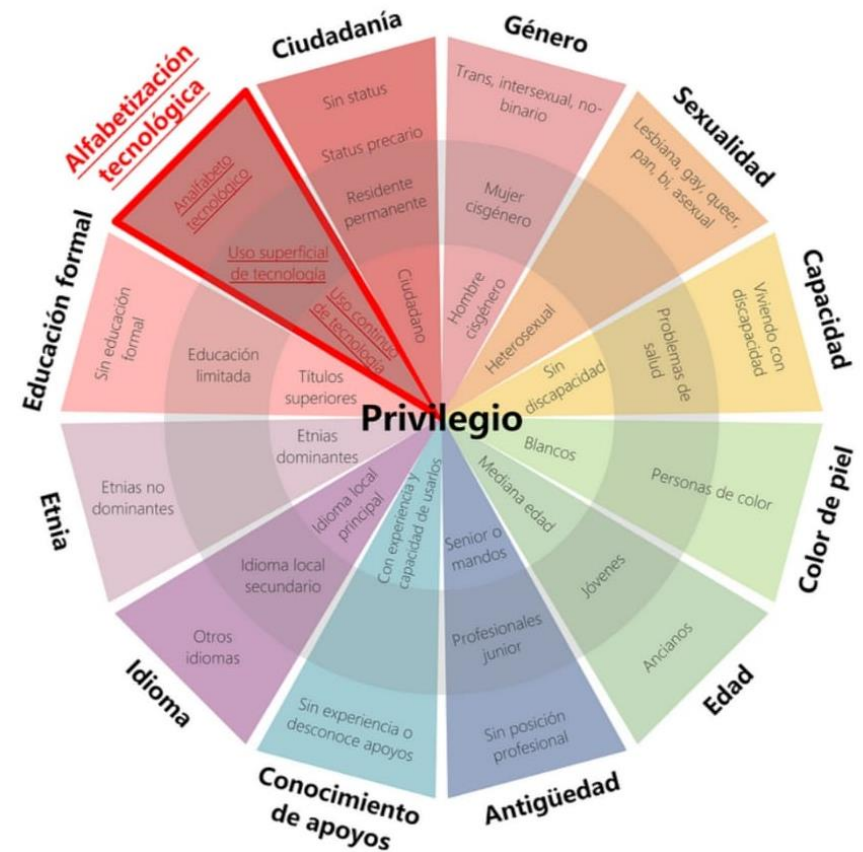 Ciudadanía
Sin status
Status precario
Residente
permanente
Ciudadano
Género
Trans, intersexual, no-
binario
Mujer
cisgénero
Hombre
cisgénero
Sexualidad
Lesbiana, gay, queer,
pan, bi, asexual
Heterosexual
Capacidad
Viviendo con
discapacidad
Problemas de
salud
Sin
discapacidad
Color de piel
Personas de color
Blancos
Edad
Ancianos
Jóvenes
Mediana edad
Antigüedad
Sin posición
profesional
Profesionales
junior
Senior o
mandos
Conocimiento
de apoyos
Sin experiencia o
desconoce apoyos
Con experiencia y
capacidad de usarlos
Idioma
Otros
idiomas
Idioma local
secundario
Idioma local
principal
Etnia
Etnias no
dominantes
Etnias
dominantes
Educación formal
Sin educación
formal
Educación
limitada
Títulos
superiores
Alfabetización
tecnológica
Analfabeto
tecnológico
Uso superficial
de tecnología
Uso continuo
de tecnología
Privilegio